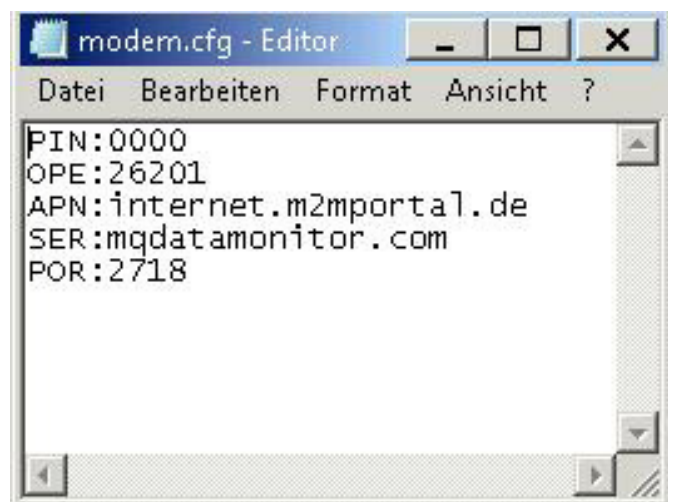 modem.cfg - Editor
Datei Bearbeiten Format Ansicht ?
PIN:0000
OPE:26201
APN:internet.m2mportal.de
SER:mqdatamonitor.com
POR:2718